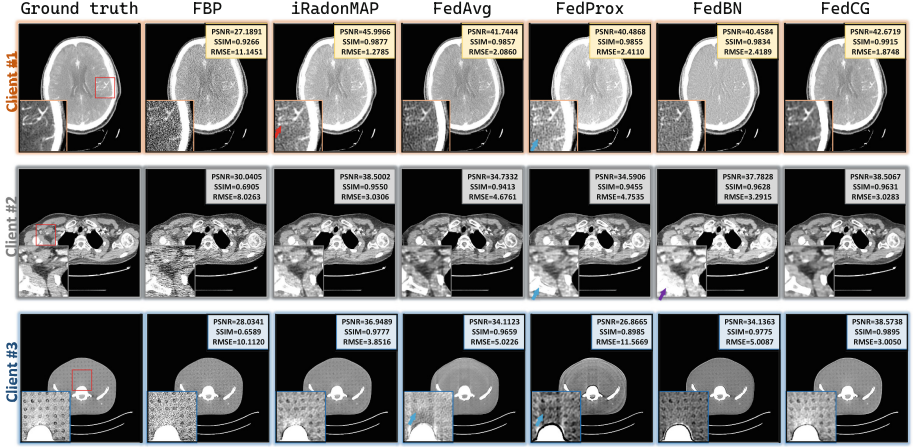 Ground truth FBP iRadonMAP FedAvg FedProx FedBN FedCG
Client #1
PSNR=27.1891
SSIM=0.9266
RMSE=11.1451
PSNR=45.9966
SSIM=0.9877
RMSE=1.2785
PSNR=41.7444
SSIM=0.9857
RMSE=2.0860
PSNR=40.4868
SSIM=0.9855
RMSE=2.4110
PSNR=40.4584
SSIM=0.9834
RMSE=2.4189
PSNR=42.6719
SSIM=0.9915
RMSE=1.8748
Client #2
PSNR=30.0405
SSIM=0.6905
RMSE=8.0263
PSNR=38.5002
SSIM=0.9550
RMSE=3.0306
PSNR=34.7332
SSIM=0.9413
RMSE=4.6761
PSNR=34.5906
SSIM=0.9455
RMSE=4.7535
PSNR=37.7828
SSIM=0.9628
RMSE=3.2915
PSNR=38.5067
SSIM=0.9631
RMSE=3.0283
Client #3
PSNR=28.0341
SSIM=0.6589
RMSE=10.1120
PSNR=36.9489
SSIM=0.9777
RMSE=3.8516
PSNR=34.1123
SSIM=0.9659
RMSE=5.0226
PSNR=26.8665
SSIM=0.8985
RMSE=11.5669
PSNR=34.1363
SSIM=0.9775
RMSE=5.0087
PSNR=38.5738
SSIM=0.9895
RMSE=3.0050